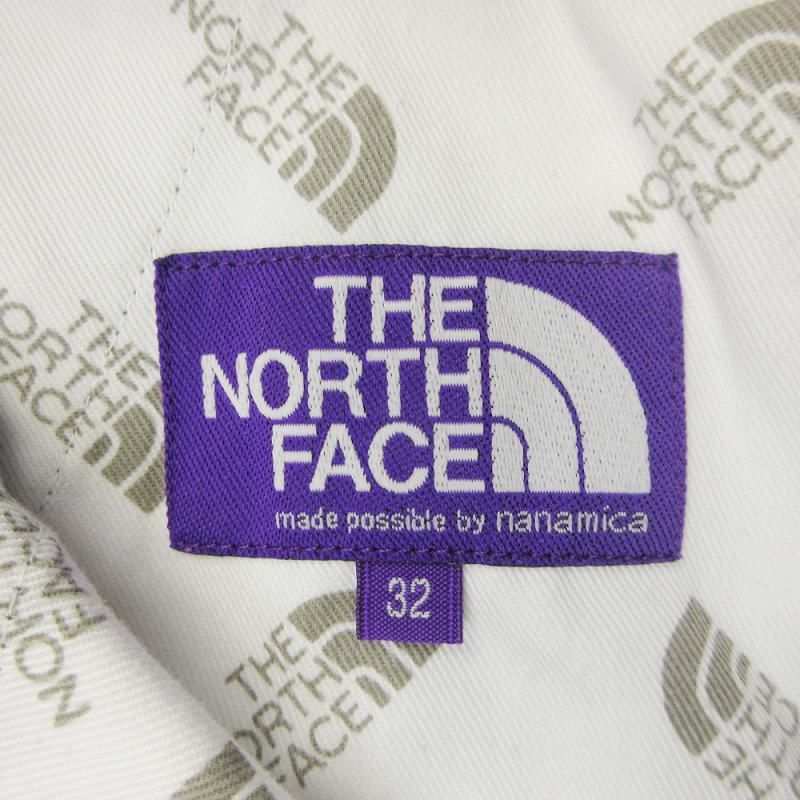 THE
NORTH
FACE
THE
NORTH
FACE
THE
NORTH
FACE
THE
NORTH
FACE
made possible by nanamica
32
THE
NORTH
FACE